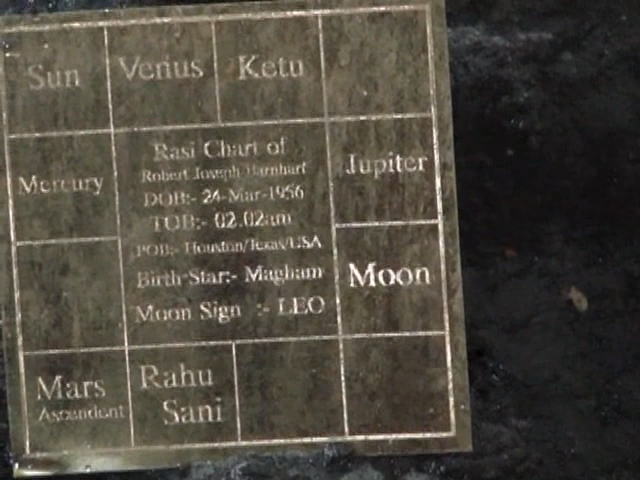 Sun
Venus
Ketu
Mercury
Rasi Chart of
Robert Joseph Barnhart
DOB:- 24-Mar-1956
TOB:- 02.02am
POB:- Houston/Texas/USA
Birth Star:- Magham
Moon Sign :- LEO
Jupiter
Moon
Mars
Ascendent
Rahu
Sani